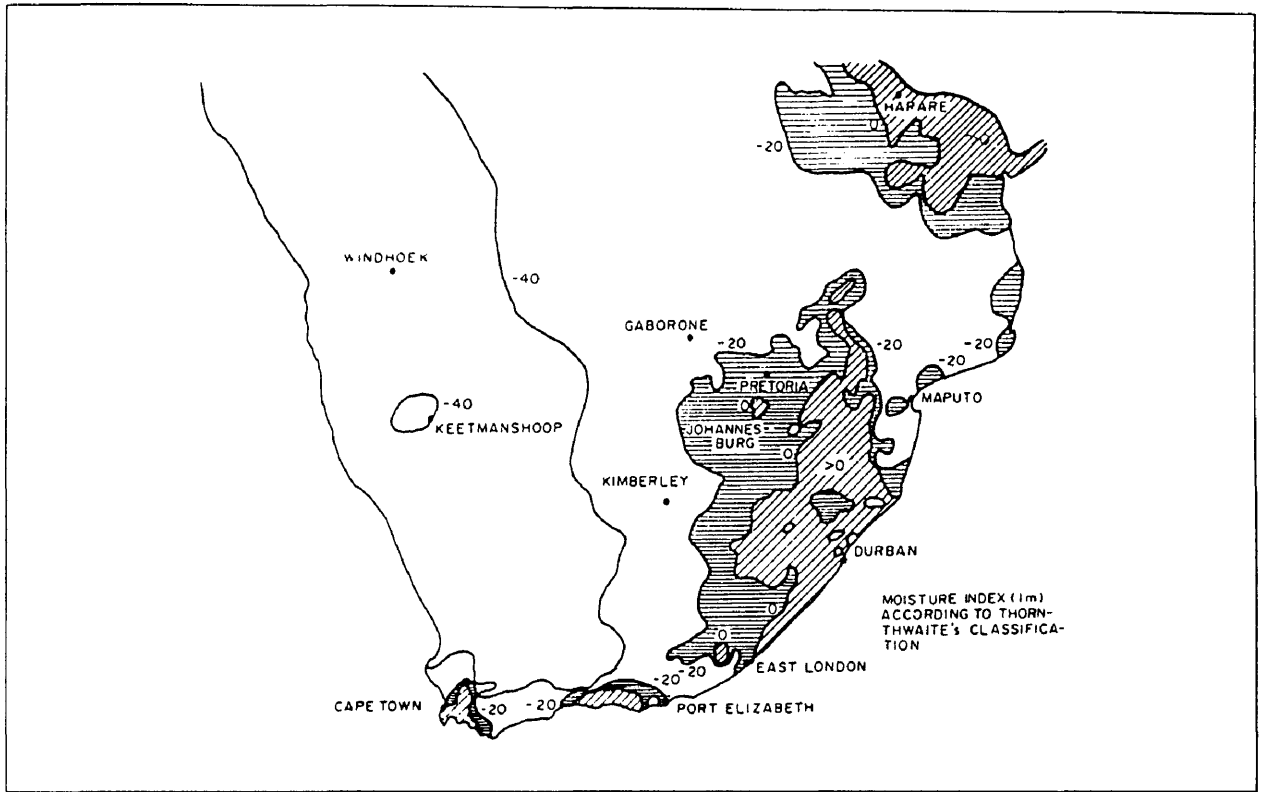 HARARE
0
-20
>0
WINDHOEK
-40
GABORONE
-20
-20
-20
-20
PRETORIA
-40
KEETMANSHOOP
0
MAPUTO
JOHANNES-
BURG
0
>0
KIMBERLEY
DURBAN
MOISTURE INDEX (Im)
ACCORDING TO THORN-
THWAITE's CLASSIFICA-
TION
0
0
EAST LONDON
-20
-20
CAPE TOWN
-20
-20
PORT ELIZABETH